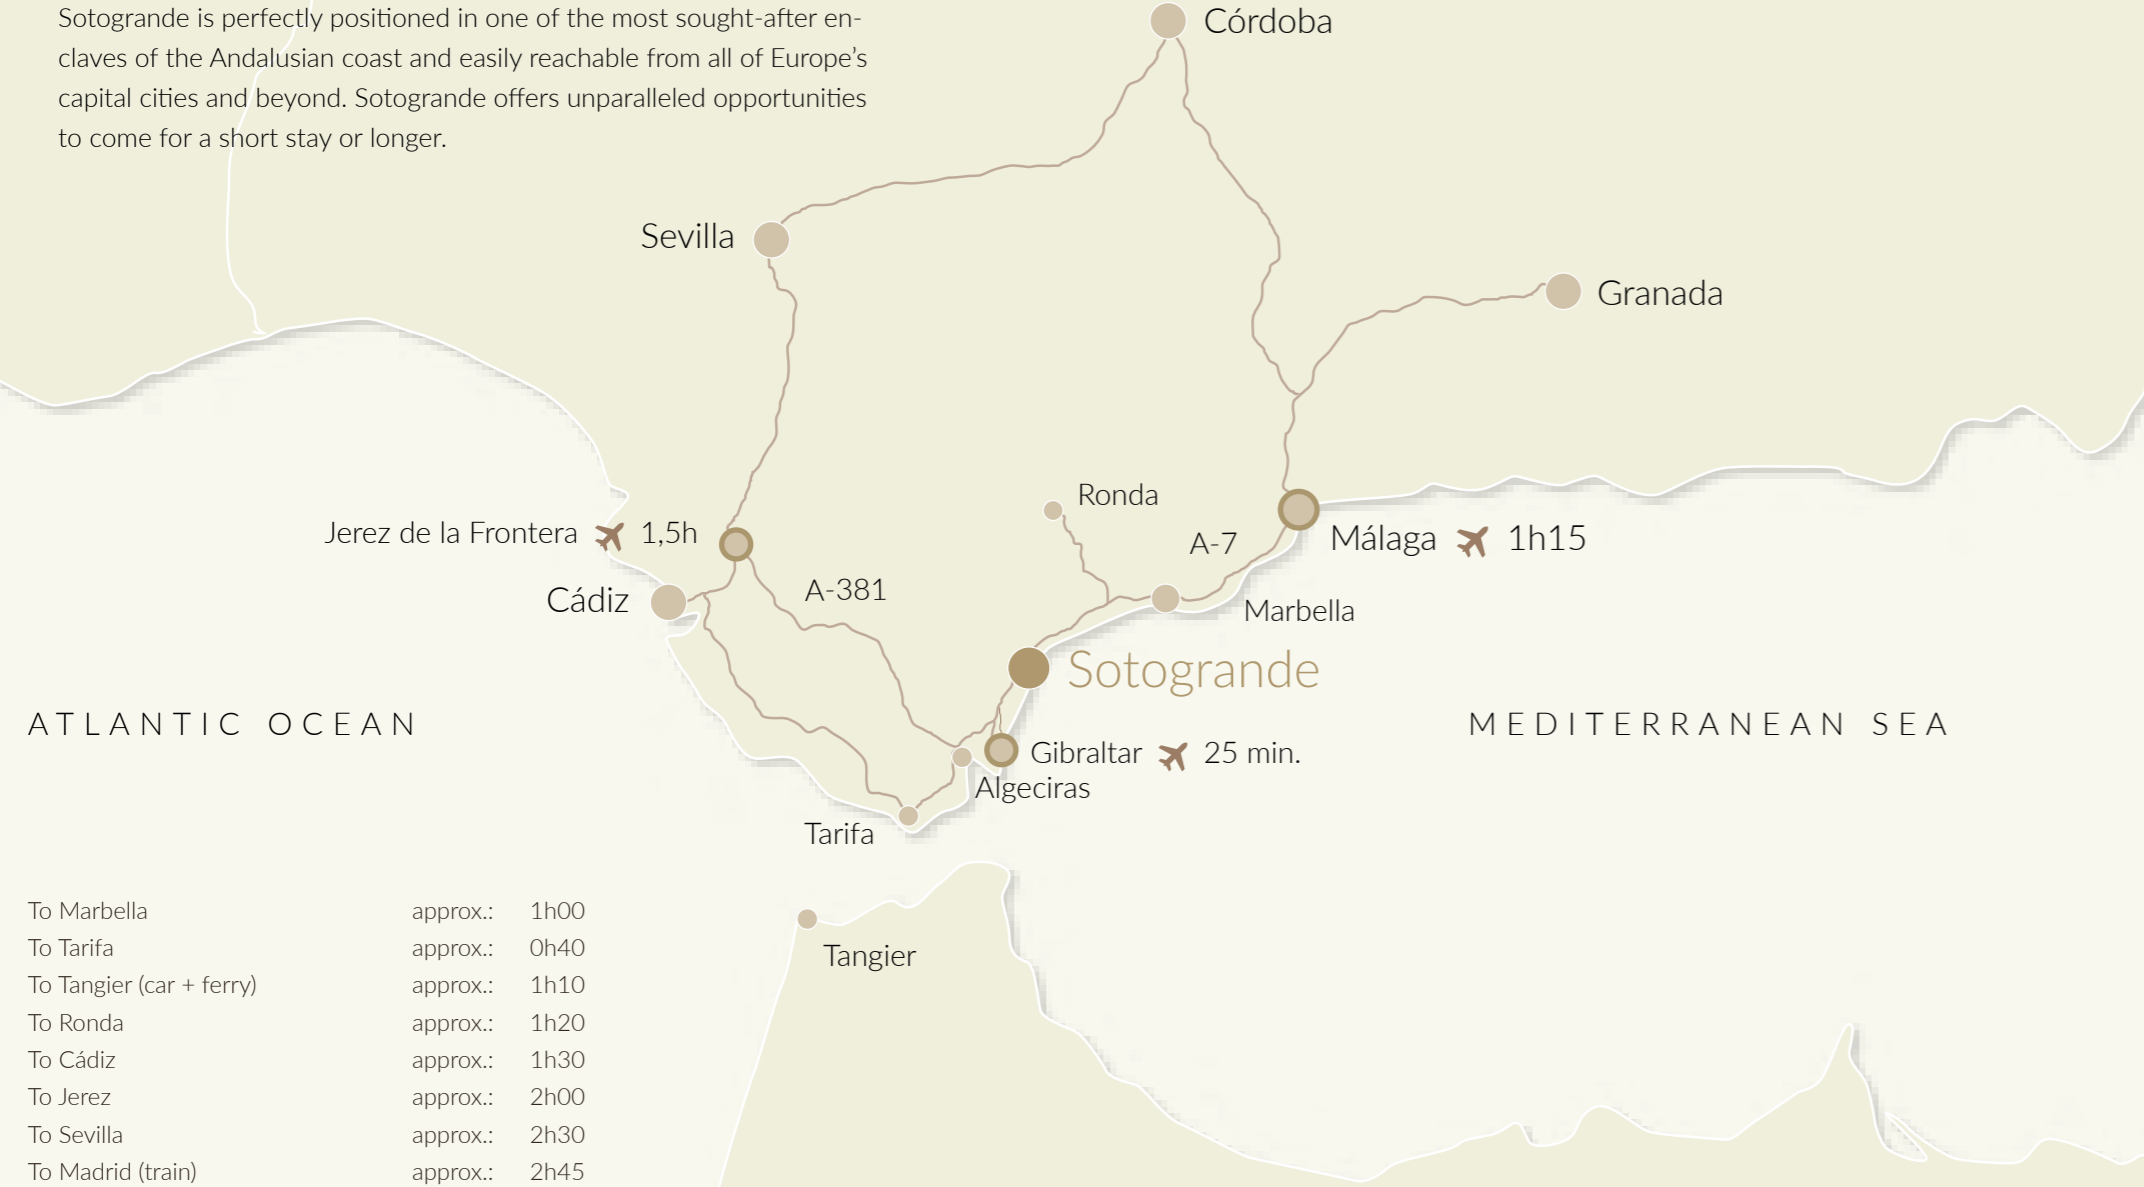 Sotogrande is perfectly positioned in one of the most sought-after en-
claves of the Andalusian coast and easily reachable from all of Europe's
capital cities and beyond. Sotogrande offers unparalleled opportunities
to come for a short stay or longer.
Córdoba
Sevilla
Granada
Ronda
Jerez de la Frontera 1,5h
A-7
Málaga 1h15
A-381
Cádiz
Marbella
Sotogrande
ATLANTIC OCEAN
MEDITERRANEAN SEA
Gibraltar 25 min.
Algeciras
Tarifa
Tangier
To Marbella approx.: 1h00
To Tarifa approx.: 0h40
To Tangier (car + ferry) approx.: 1h10
To Ronda approx.: 1h20
To Cádiz approx.: 1h30
To Jerez approx.: 2h00
To Sevilla approx.: 2h30
To Madrid (train) approx.: 2h45